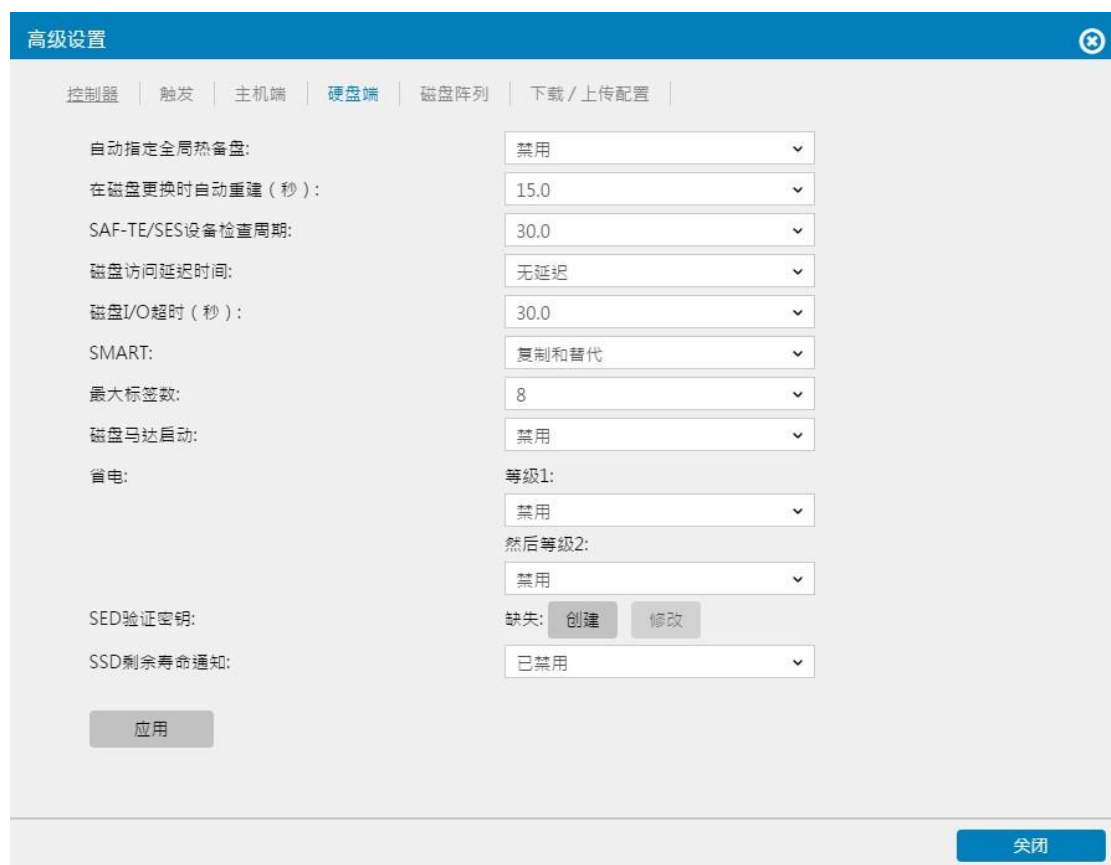 高级设置
控制器 触发 主机端 硬盘端 磁盘阵列 下载 / 上传配置
自动指定全局热备盘: 禁用
在磁盘更换时自动重建（秒）: 15.0
SAF-TE/SES设备检查周期: 30.0
磁盘访问延迟时间: 无延迟
磁盘I/O超时（秒）: 30.0
SMART: 复制和替代
最大标签数: 8
磁盘马达启动: 禁用
省电: 等级1:
禁用
然后等级2:
禁用
SED验证密钥: 缺失: 创建 修改
SSD剩余寿命通知: 已禁用
应用
关闭